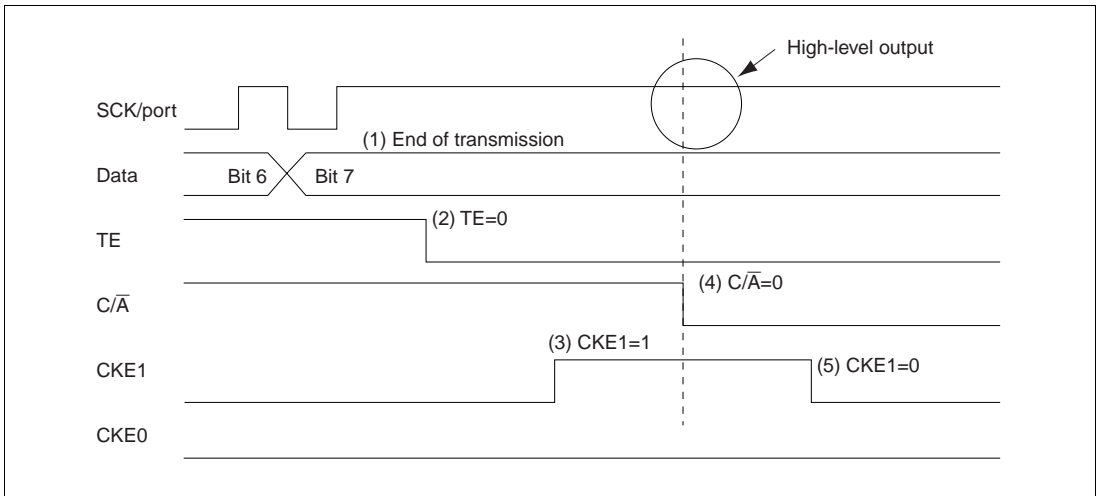 High-level output
SCK/port
(1) End of transmission
Data
Bit 6
Bit 7
(2) TE=0
TE
(4) C/A̅=0
C/A̅
(3) CKE1=1
(5) CKE1=0
CKE1
CKE0